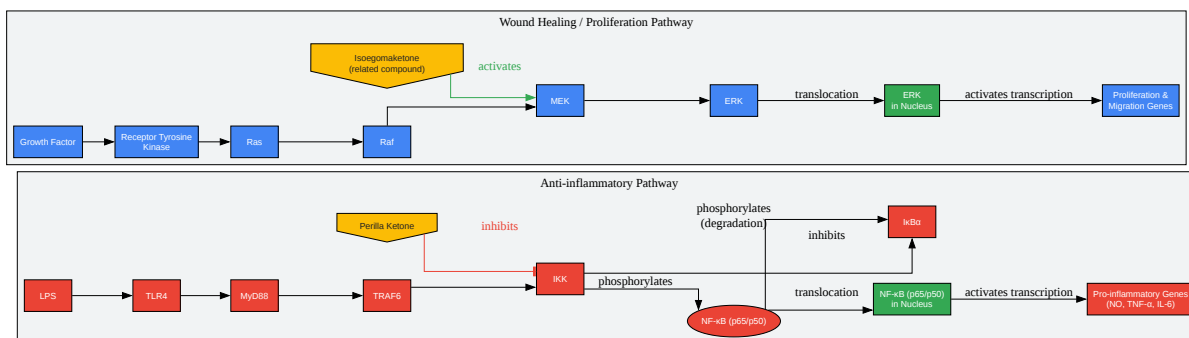 Wound Healing / Proliferation Pathway
Isoegomaketone
(related compound)
activates
MEK
ERK
translocation
ERK
in Nucleus
activates transcription
Proliferation &
Migration Genes
Growth Factor
Receptor Tyrosine
Kinase
Ras
Raf
Anti-inflammatory Pathway
Perilla Ketone
inhibits
phosphorylates
(degradation)
inhibits
IκBα
LPS
TLR4
MyD88
TRAF6
IKK
phosphorylates
NF-κB (p65/p50)
translocation
NF-κB (p65/p50)
in Nucleus
activates transcription
Pro-inflammatory Genes
(NO, TNF-α, IL-6)